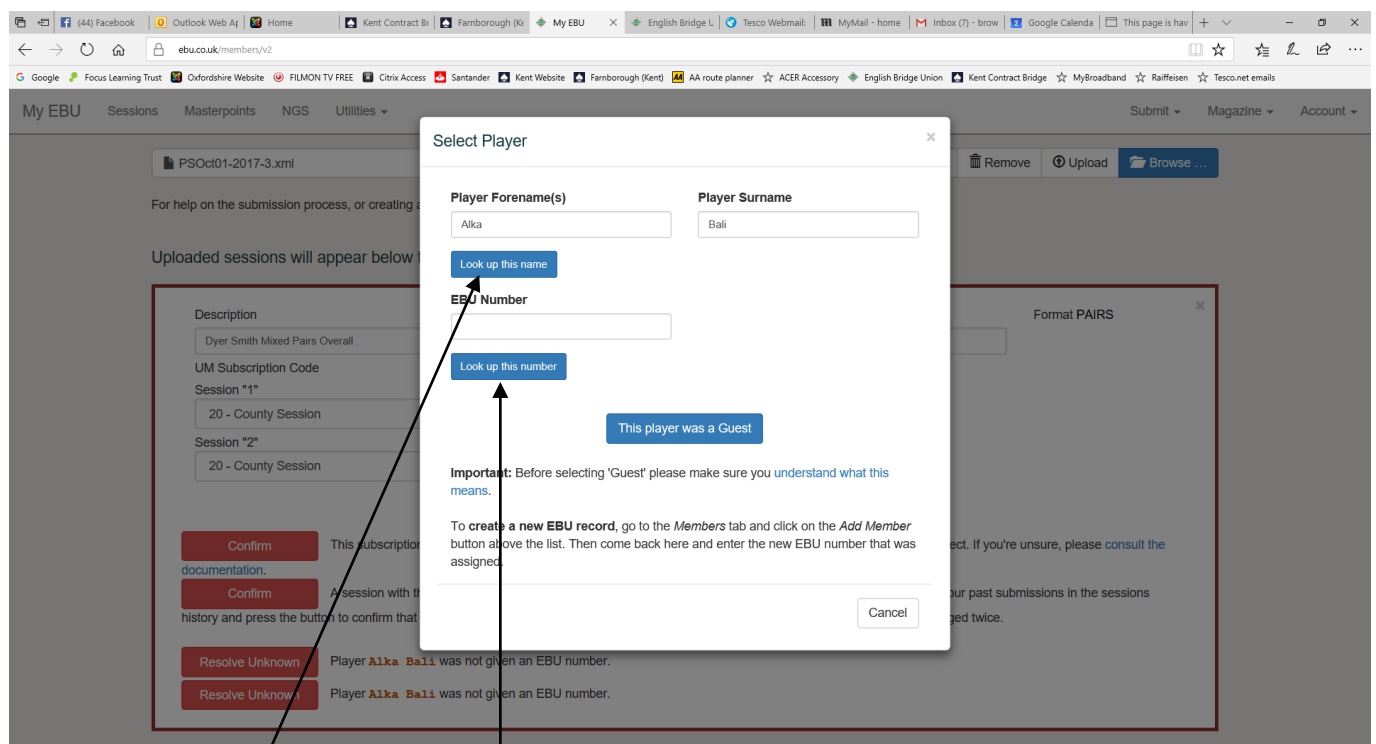 (44) Facebook
Outlook Web Ap
Home
Kent Contract Br
Farnborough (Ke
My EBU
English Bridge U
Tesco Webmail:
MyMail - home
Inbox (7) - brow
Google Calenda
This page is hav
ebu.co.uk/members/v2
Google
Focus Learning Trust
Oxfordshire Website
FILMON TV FREE
Citrix Access
Santander
Kent Website
Farnborough (Kent)
AA route planner
ACER Accessory
English Bridge Union
Kent Contract Bridge
MyBroadband
Raiffeisen
Tesco.net emails
My EBU
Sessions
Masterpoints
NGS
Utilities
Submit
Magazine
Account
PSOct01-2017-3.xml
Remove
Upload
Browse ...
For help on the submission process, or creating a
Uploaded sessions will appear below f
Description
Format PAIRS
Dyer Smith Mixed Pairs Overall
UM Subscription Code
Session "1"
20 - County Session
Session "2"
20 - County Session
Select Player
Player Forename(s)
Player Surname
Alka
Bali
Look up this name
EBU Number
Look up this number
This player was a Guest
Important: Before selecting 'Guest' please make sure you understand what this
means.
To create a new EBU record, go to the Members tab and click on the Add Member
button above the list. Then come back here and enter the new EBU number that was
assigned.
Cancel
Confirm
This subscription
ect. If you're unsure, please consult the
documentation.
Confirm
A session with th
our past submissions in the sessions
history and press the button to confirm that
ged twice.
Resolve Unknown
Player Alka Bali was not given an EBU number.
Resolve Unknown
Player Alka Bali was not given an EBU number.